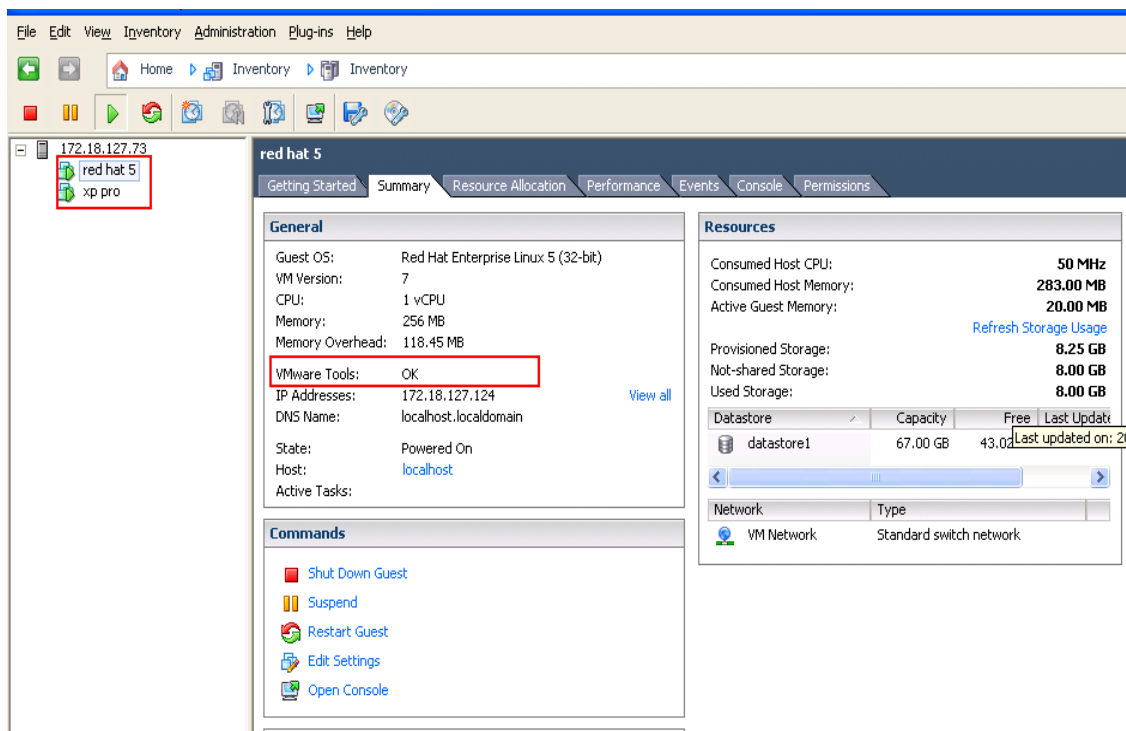 File Edit View Inventory Administration Plug-ins Help
Home Inventory Inventory
172.18.127.73
red hat 5
xp pro
red hat 5
Getting Started Summary Resource Allocation Performance Events Console Permissions
General
Guest OS: Red Hat Enterprise Linux 5 (32-bit)
VM Version: 7
CPU: 1 vCPU
Memory: 256 MB
Memory Overhead: 118.45 MB
VMware Tools: OK
IP Addresses: 172.18.127.124 View all
DNS Name: localhost.localdomain
State: Powered On
Host: localhost
Active Tasks:
Commands
Shut Down Guest
Suspend
Restart Guest
Edit Settings
Open Console
Resources
Consumed Host CPU: 50 MHz
Consumed Host Memory: 283.00 MB
Active Guest Memory: 20.00 MB
Refresh Storage Usage
Provisioned Storage: 8.25 GB
Not-shared Storage: 8.00 GB
Used Storage: 8.00 GB
Datastore Capacity Free Last Update
datastore1 67.00 GB 43.02
Last updated on: 2
Network Type
VM Network Standard switch network